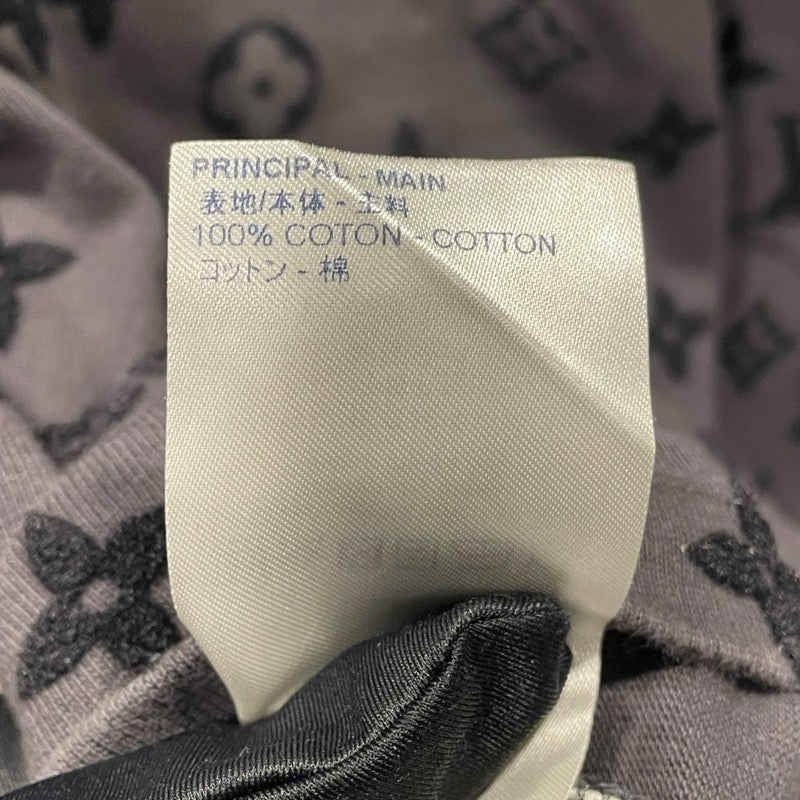 PRINCIPAL - MAIN
表地/本体 - 主料
100% COTON - COTTON
コットン - 棉